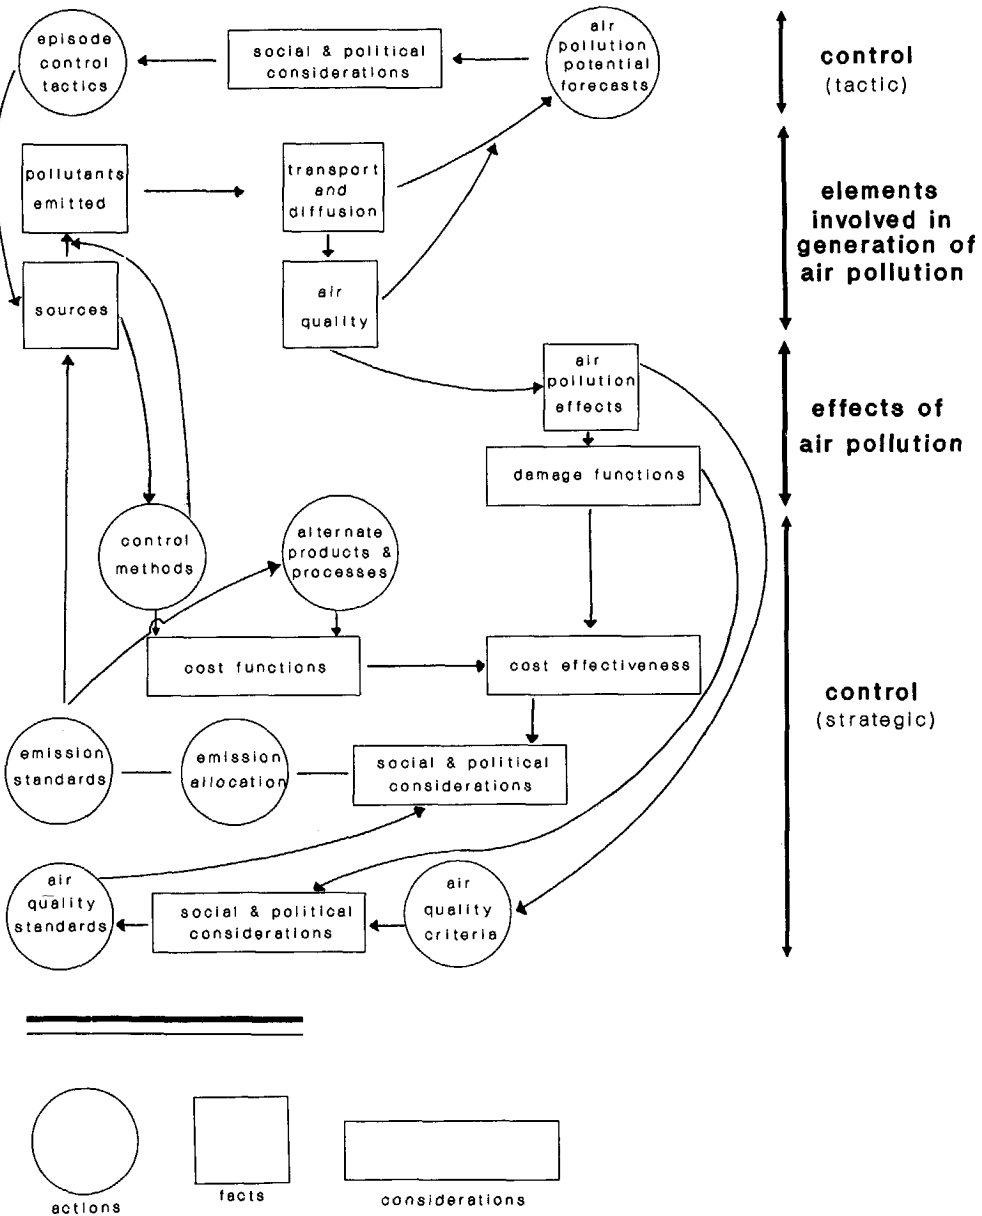 episode
control
tactics
social & political
considerations
air
pollution
potential
forecasts
control
(tactic)
pollutants
emitted
transport
and
diffusion
elements
involved in
generation of
air pollution
sources
air
quality
air
pollution
effects
effects of
air pollution
damage functions
control
methods
alternate
products &
processes
cost functions
cost effectiveness
control
(strategic)
emission
standards
emission
allocation
social & political
considerations
air
quality
standards
social & political
considerations
air
quality
criteria
actions
facts
considerations